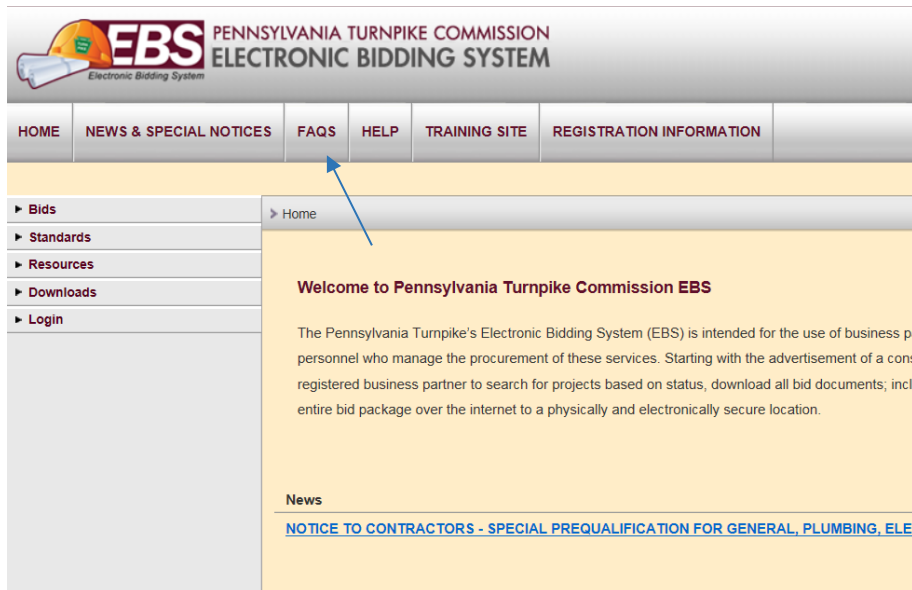 EBS
Electronic Bidding System
PENNSYLVANIA TURNPIKE COMMISSION
ELECTRONIC BIDDING SYSTEM
HOME NEWS & SPECIAL NOTICES FAQS HELP TRAINING SITE REGISTRATION INFORMATION
Bids
Standards
Resources
Downloads
Login
Home
Welcome to Pennsylvania Turnpike Commission EBS
The Pennsylvania Turnpike's Electronic Bidding System (EBS) is intended for the use of business p
personnel who manage the procurement of these services. Starting with the advertisement of a con
registered business partner to search for projects based on status, download all bid documents; incl
entire bid package over the internet to a physically and electronically secure location.
News
NOTICE TO CONTRACTORS - SPECIAL PREQUALIFICATION FOR GENERAL, PLUMBING, ELE